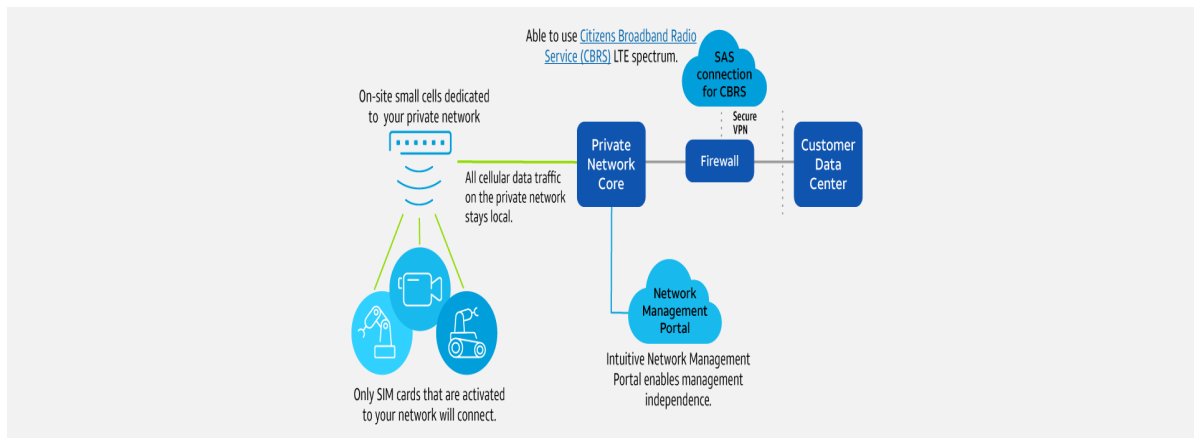 Able to use Citizens Broadband Radio
Service (CBRS) LTE spectrum.
SAS
connection
for CBRS
On-site small cells dedicated
to your private network
Secure
VPN
Private
Network
Core
Firewall
Customer
Data
Center
All cellular data traffic
on the private network
stays local.
Network
Management
Portal
Intuitive Network Management
Portal enables management
independence.
Only SIM cards that are activated
to your network will connect.